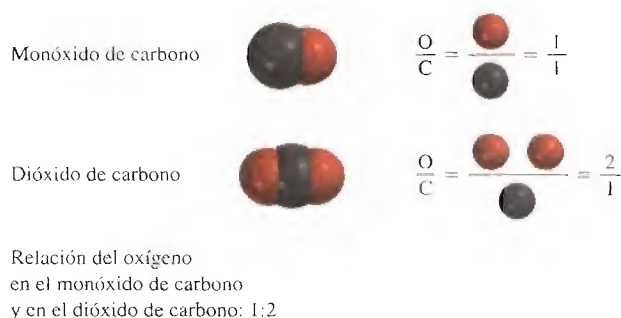 Monóxido de carbono
O/C = = 1/1
Dióxido de carbono
O/C = = 2/1
Relación del oxígeno
en el monóxido de carbono
y en el dióxido de carbono: 1:2